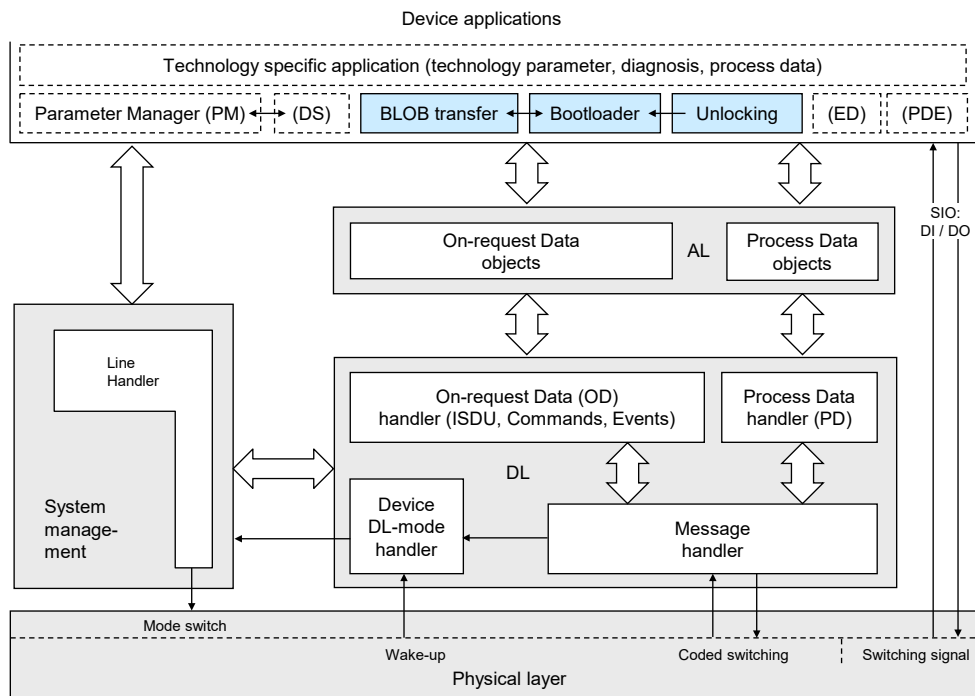 Device applications
Technology specific application (technology parameter, diagnosis, process data)
Parameter Manager (PM)
(DS)
BLOB transfer
Bootloader
Unlocking
(ED)
(PDE)
SIO:
DI / DO
On-request Data
objects
AL
Process Data
objects
Line
Handler
On-request Data (OD)
handler (ISDU, Commands, Events)
Process Data
handler (PD)
DL
System
manage-
ment
Device
DL-mode
handler
Message
handler
Mode switch
Wake-up
Coded switching
Switching signal
Physical layer